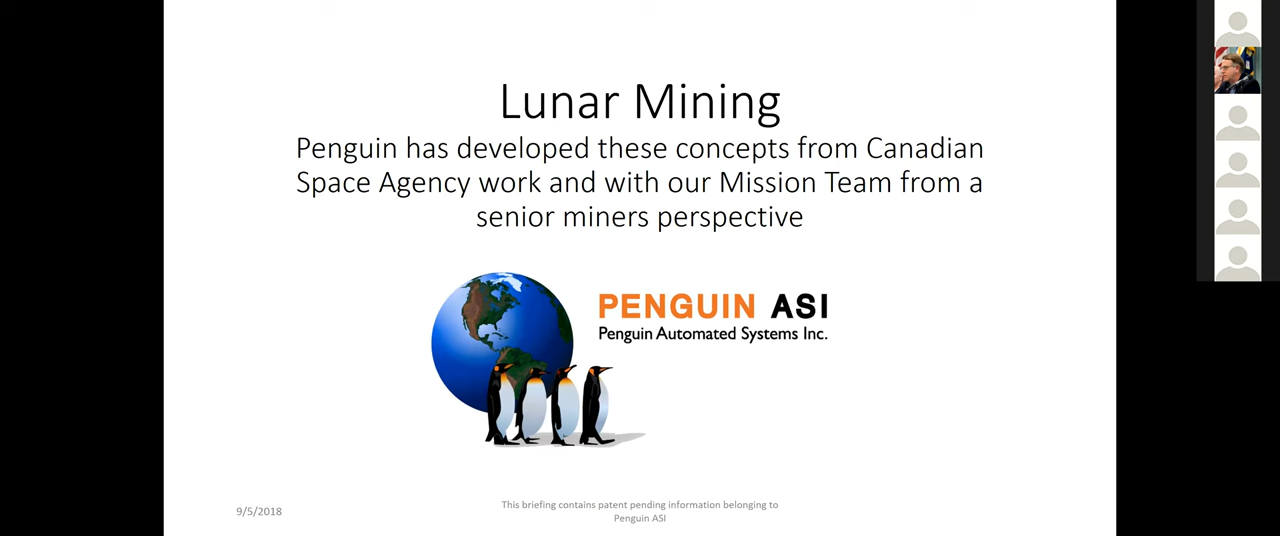 Lunar Mining
Penguin has developed these concepts from Canadian
Space Agency work and with our Mission Team from a
senior miners perspective
PENGUIN ASI
Penguin Automated Systems Inc.
9/5/2018
This briefing contains patent pending information belonging to
Penguin ASI